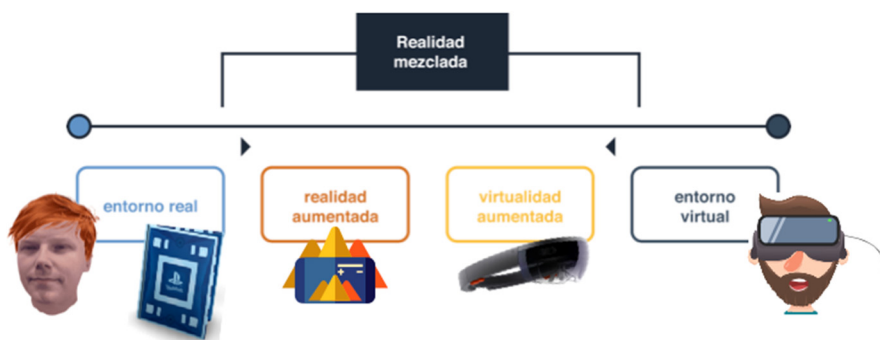 Realidad
mezclada
entorno real
realidad
aumentada
virtualidad
aumentada
entorno
virtual